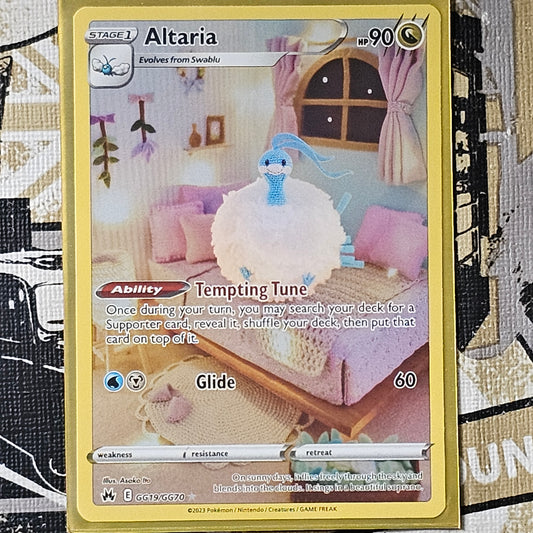 STAGE 1
Altaria
HP 90
Evolves from Swablu
Ability Tempting Tune
Once during your turn, you may search your deck for a
Supporter card, reveal it, shuffle your deck, then put that
card on top of it.
Glide 60
weakness resistance retreat
Illus. Asako Ito
E GG19/GG70
On sunny days, it flies freely through the sky and
blends into the clouds. It sings in a beautiful soprano.
©2023 Pokémon / Nintendo / Creatures / GAME FREAK
UN